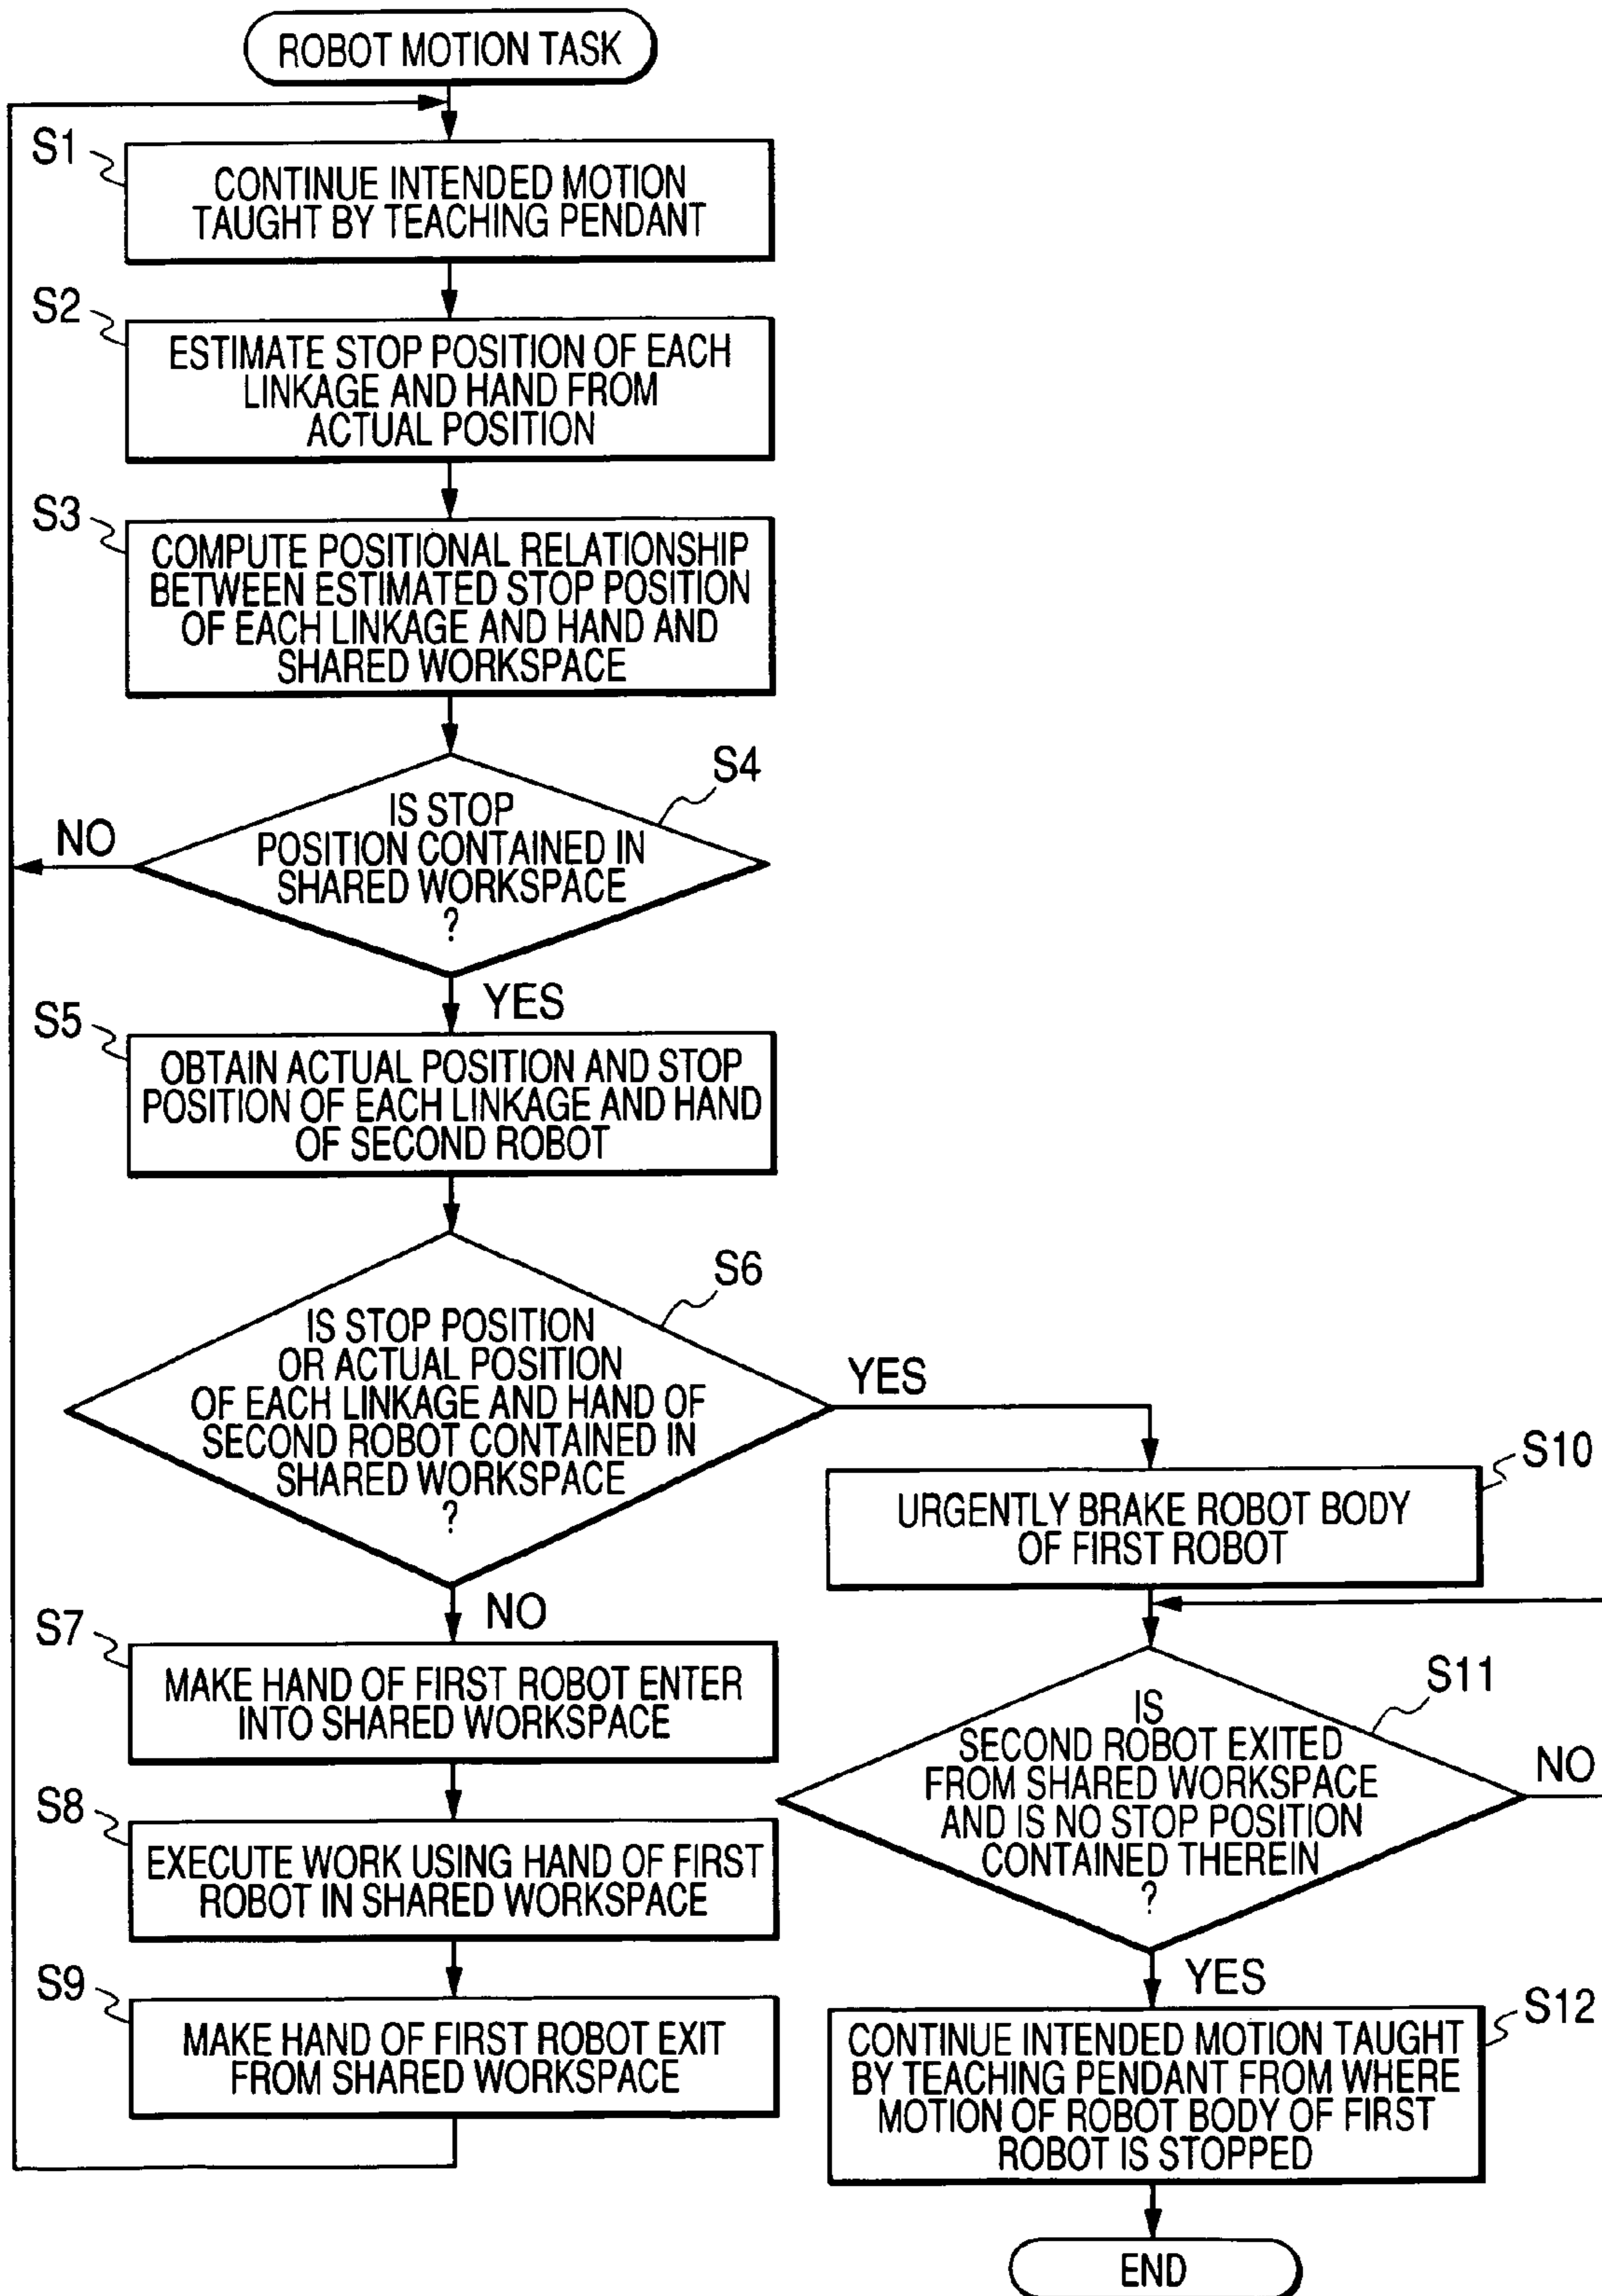 ROBOT MOTION TASK
S1
CONTINUE INTENDED MOTION
TAUGHT BY TEACHING PENDANT
S2
ESTIMATE STOP POSITION OF EACH
LINKAGE AND HAND FROM
ACTUAL POSITION
S3
COMPUTE POSITIONAL RELATIONSHIP
BETWEEN ESTIMATED STOP POSITION
OF EACH LINKAGE AND HAND AND
SHARED WORKSPACE
S4
IS STOP
POSITION CONTAINED IN
SHARED WORKSPACE
?
NO
YES
S5
OBTAIN ACTUAL POSITION AND STOP
POSITION OF EACH LINKAGE AND HAND
OF SECOND ROBOT
S6
IS STOP POSITION
OR ACTUAL POSITION
OF EACH LINKAGE AND HAND OF
SECOND ROBOT CONTAINED IN
SHARED WORKSPACE
?
YES
NO
S7
MAKE HAND OF FIRST ROBOT ENTER
INTO SHARED WORKSPACE
S8
EXECUTE WORK USING HAND OF FIRST
ROBOT IN SHARED WORKSPACE
S9
MAKE HAND OF FIRST ROBOT EXIT
FROM SHARED WORKSPACE
S10
URGENTLY BRAKE ROBOT BODY
OF FIRST ROBOT
S11
IS
SECOND ROBOT EXITED
FROM SHARED WORKSPACE
AND IS NO STOP POSITION
CONTAINED THEREIN
?
NO
YES
S12
CONTINUE INTENDED MOTION TAUGHT
BY TEACHING PENDANT FROM WHERE
MOTION OF ROBOT BODY OF FIRST
ROBOT IS STOPPED
END